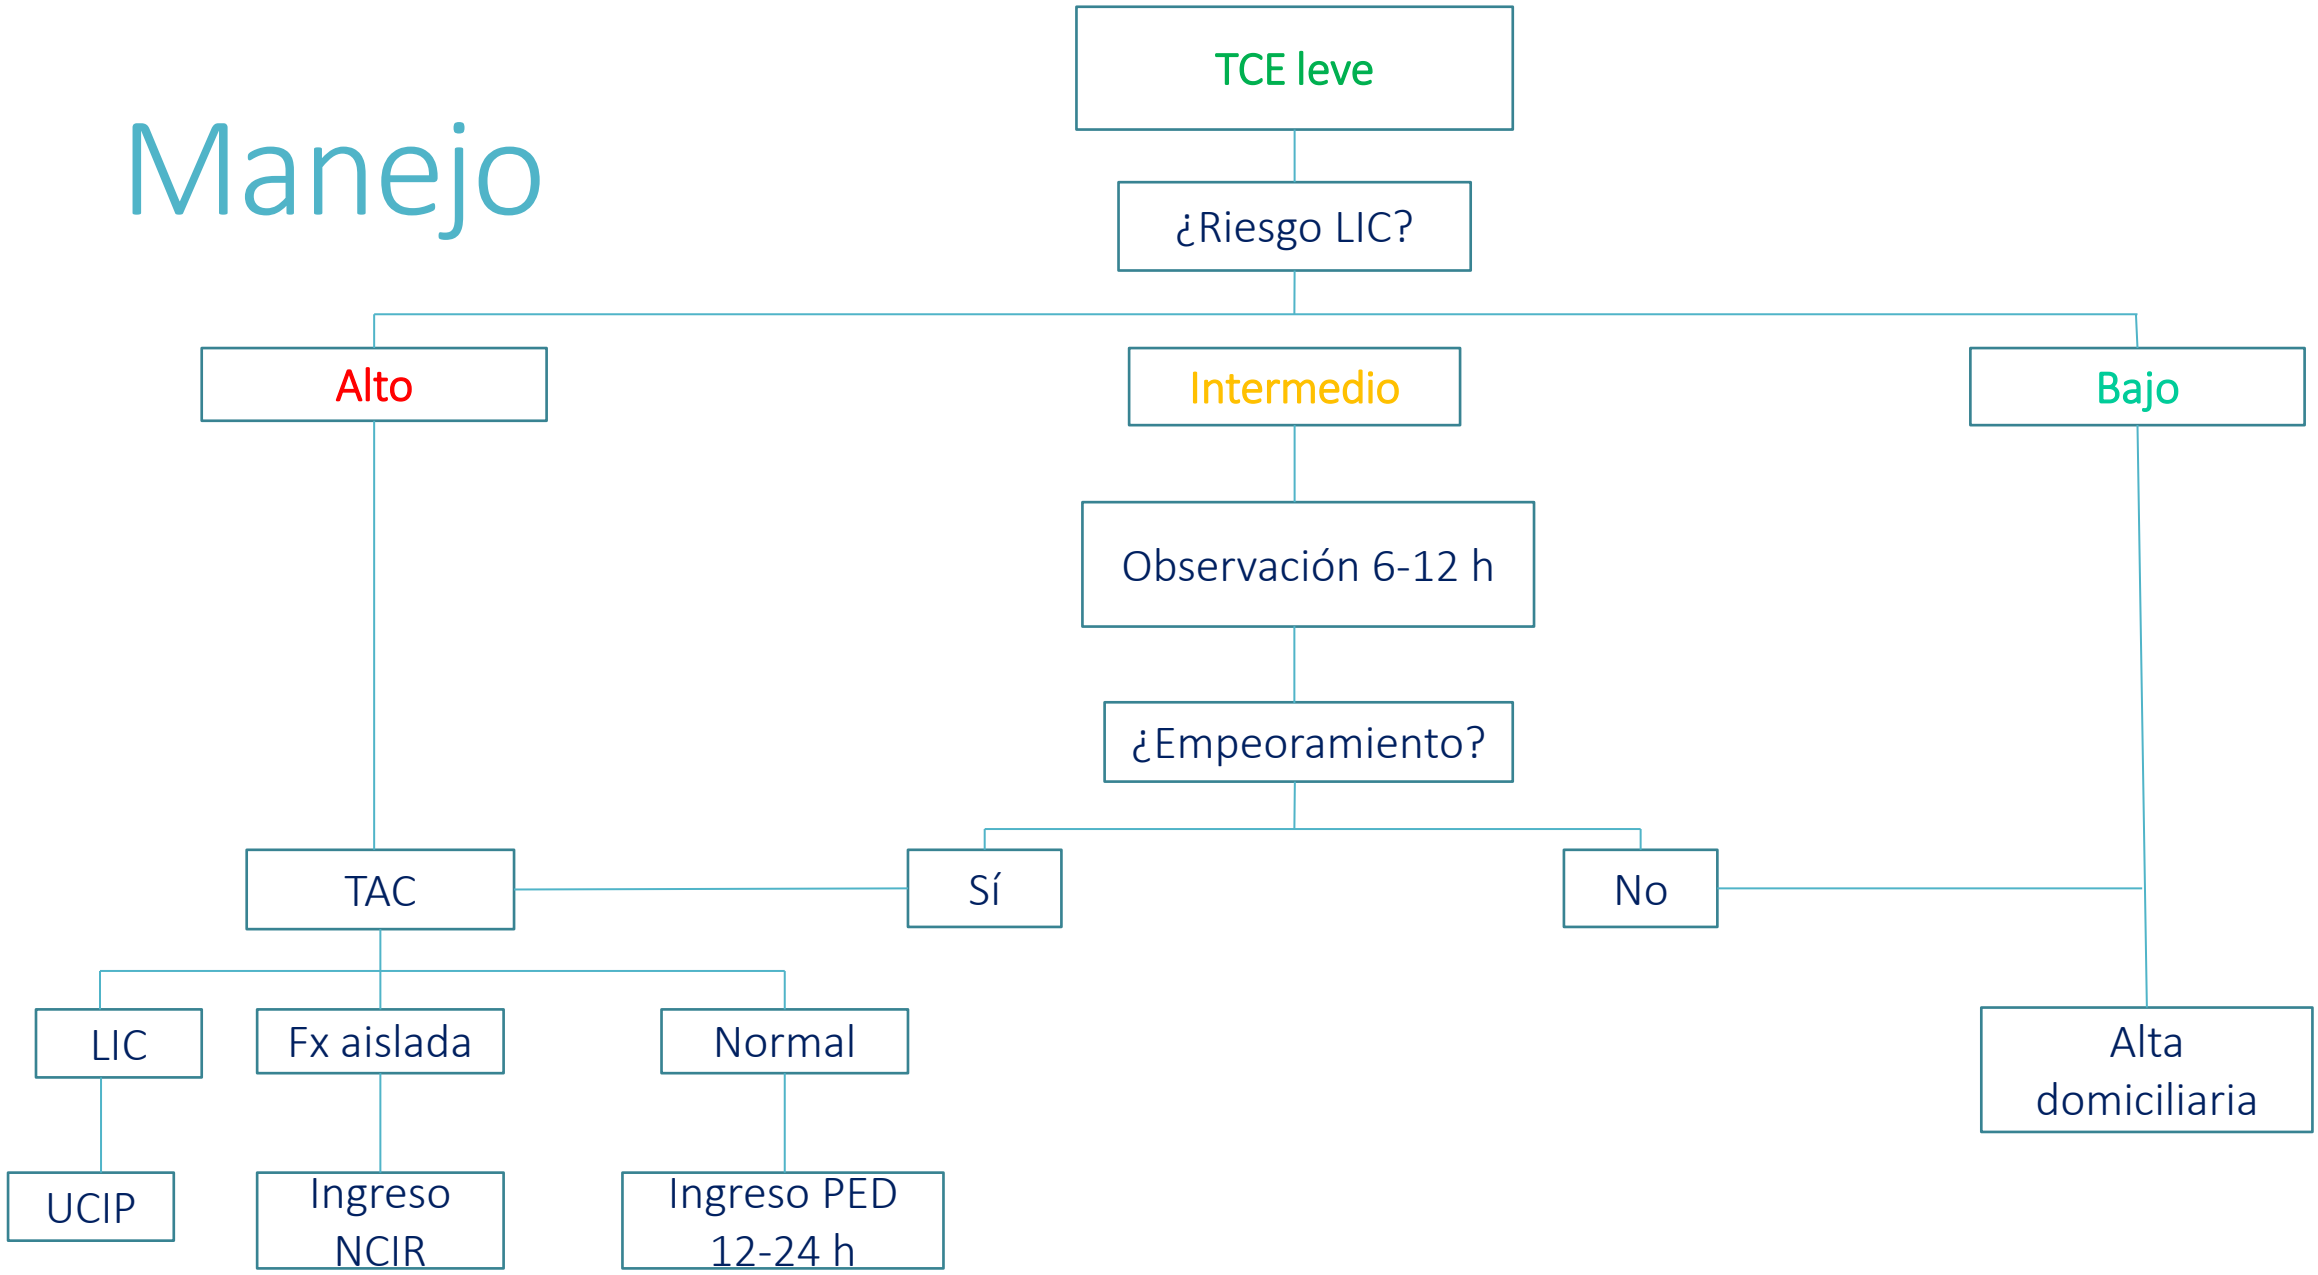 Manejo
TCE leve
¿Riesgo LIC?
Alto
Intermedio
Bajo
Observación 6-12 h
¿Empeoramiento?
TAC
Sí
No
LIC
Fx aislada
Normal
Alta
domiciliaria
UCIP
Ingreso
NCIR
Ingreso PED
12-24 h